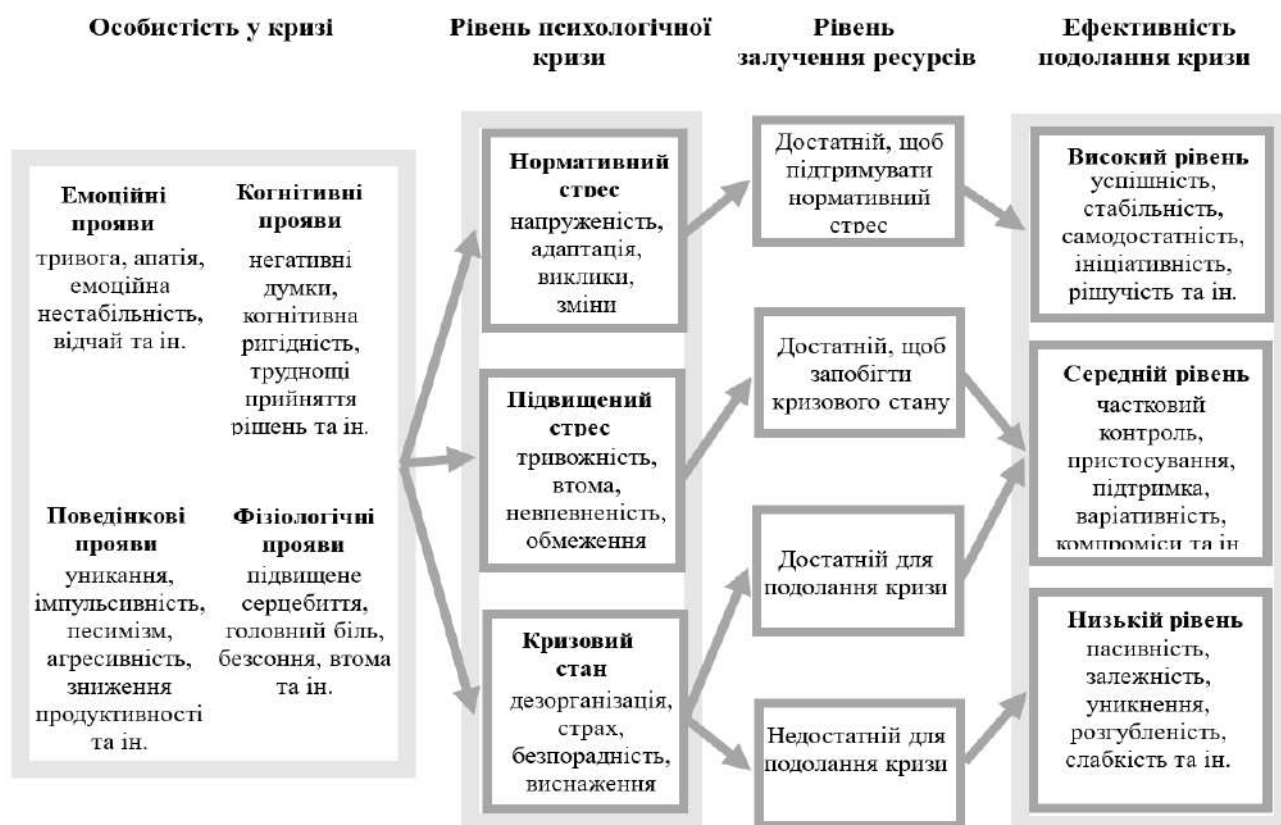 Особистість у кризі
Рівень психологічної
кризи
Рівень
залучення ресурсів
Ефективність
подолання кризи
Емоційні
прояви
тривога, апатія,
емоційна
нестабільність,
відчай та ін.
Когнітивні
прояви
негативні
думки,
когнітивна
ригідність,
труднощі
прийняття
рішень та ін.
Поведінкові
прояви
уникання,
імпульсивність,
песимізм,
агресивність,
зниження
продуктивності
та ін.
Фізіологічні
прояви
підвищене
серцебиття,
головний біль,
безсоння, втома
та ін.
Нормативний
стрес
напруженість,
адаптація,
виклики,
зміни
Підвищений
стрес
тривожність,
втома,
невпевненість,
обмеження
Кризовий
стан
дезорганізація,
страх,
безпорадність,
виснаження
Достатній, щоб
підтримувати
нормативний
стрес
Достатній, щоб
запобігти
кризового стану
Достатній для
подолання кризи
Недостатній для
подолання кризи
Високий рівень
успішність,
стабільність,
самодостатність,
ініціативність,
рішучість та ін.
Середній рівень
частковий
контроль,
пристосування,
підтримка,
варіативність,
компроміси та ін
Низькій рівень
пасивність,
залежність,
уникнення,
розгубленість,
слабкість та ін.